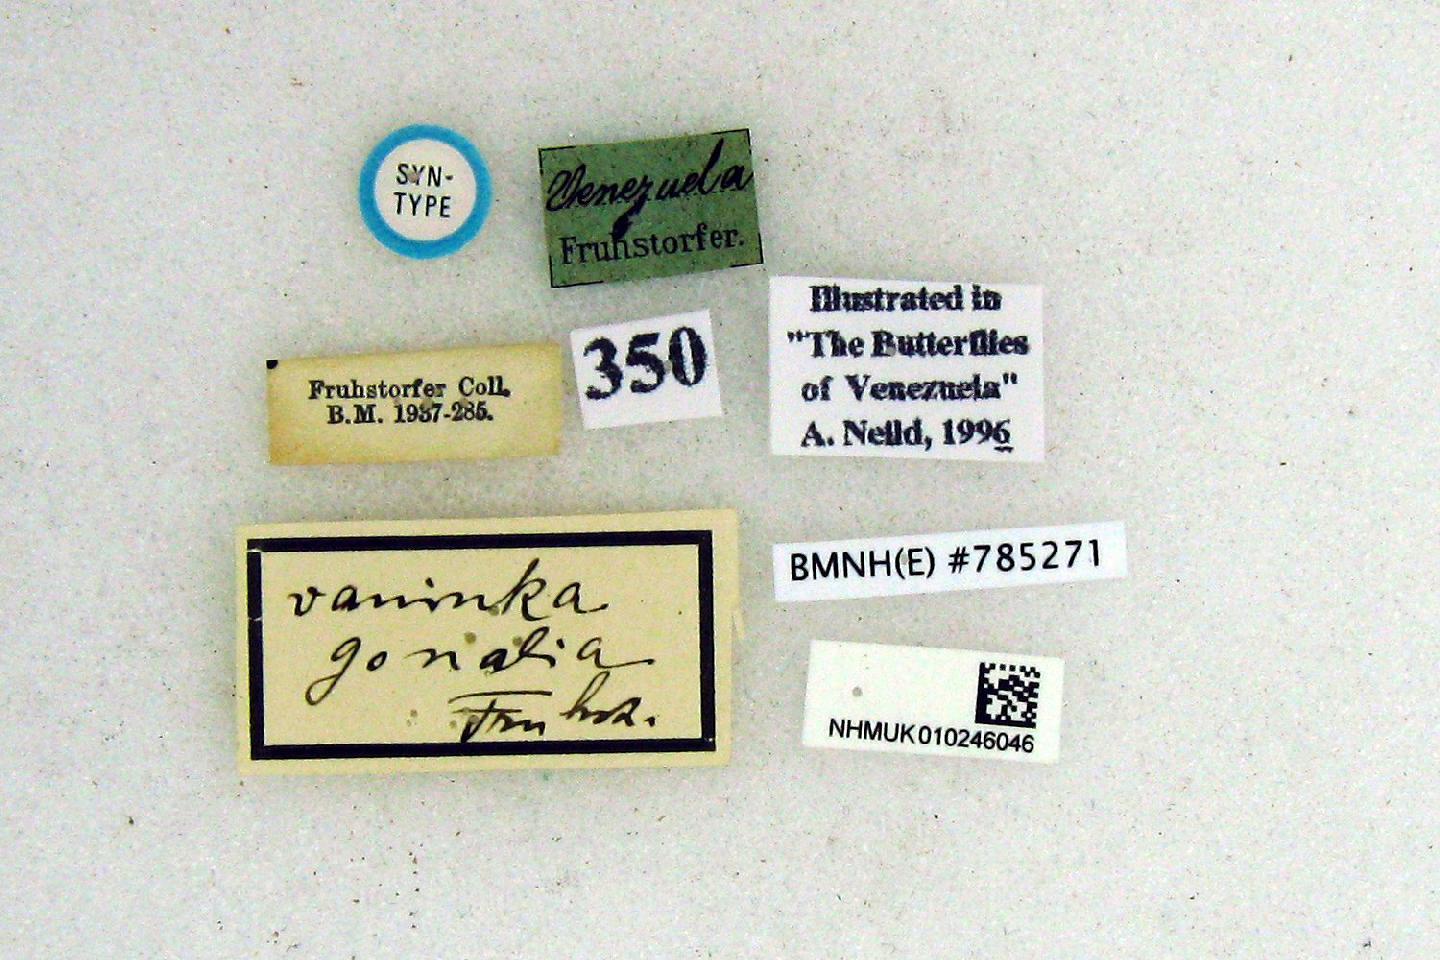 SYN-
TYPE
Venezuela
Fruhstorfer.
Fruhstorfer Coll.
B.M. 1937-285.
350
Illustrated in
"The Butterflies
of Venezuela"
A. Neild, 1996
vaninka
gonalia
Fruhst.
BMNH(E) #785271
NHMUK010246046